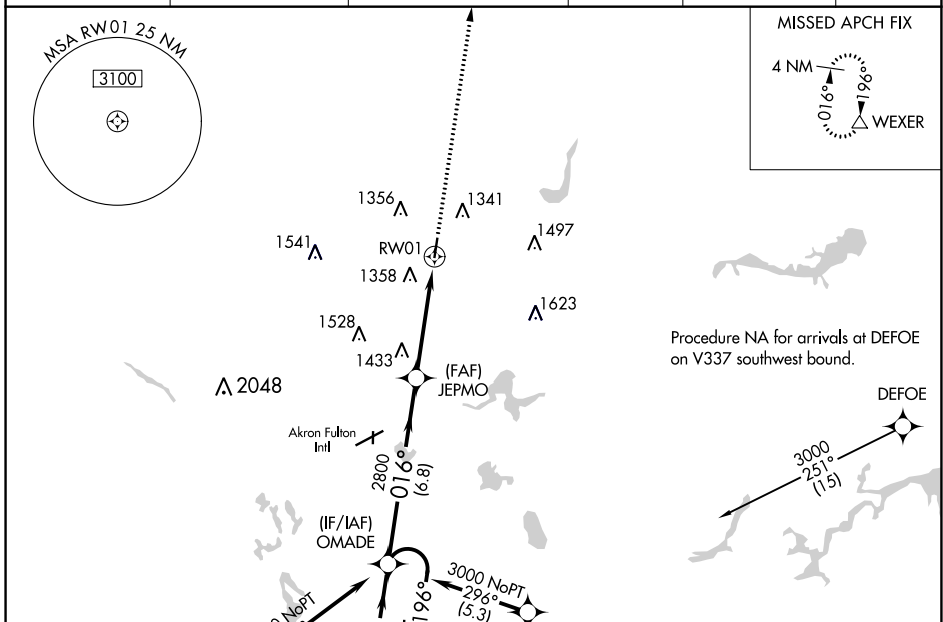 MSA RW01 25 NM
3100
MISSED APCH FIX
4 NM
016°
196°
WEXER
1356
1341
1541
1497
RW01
1358
1623
1528
1433
(FAF)
JEPMO
2048
Procedure NA for arrivals at DEFOE
on V337 southwest bound.
DEFOE
Akron Fulton
Intl
3000
251°
(15)
2800
016°
(6.8)
(IF/IAF)
OMADE
3000 NoPT
296°
(5.3)
196°
NoPT